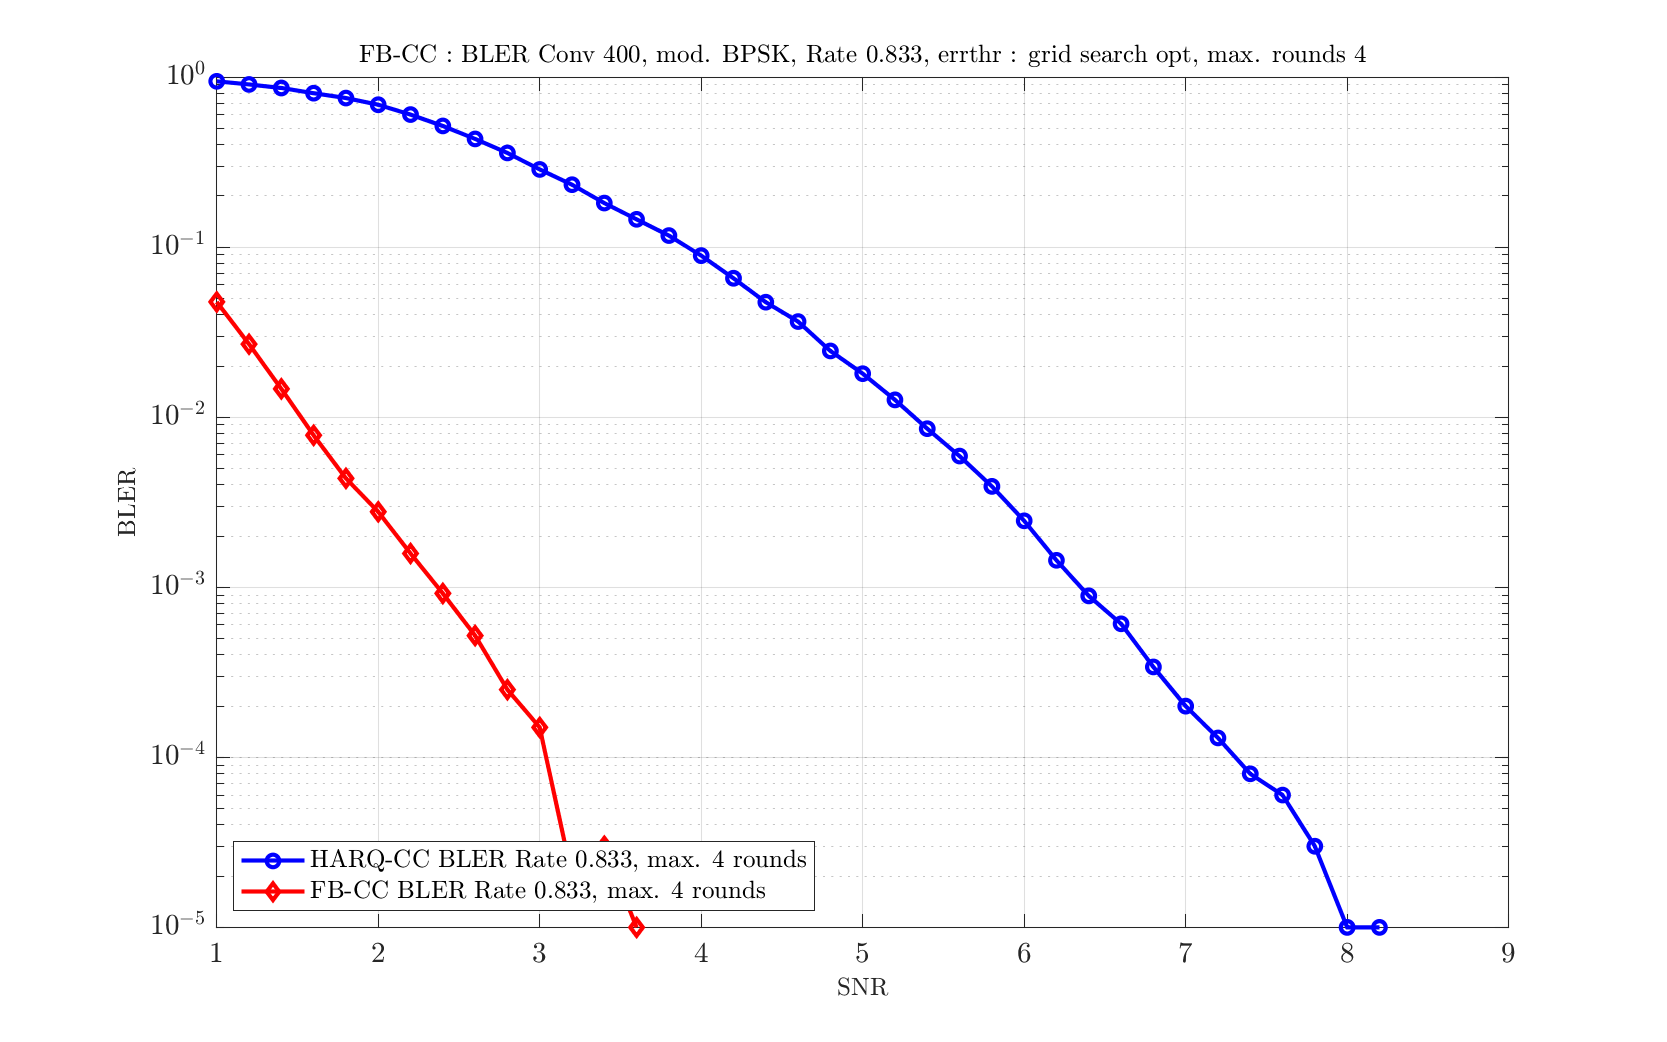 FB-CC : BLER Conv 400, mod. BPSK, Rate 0.833, errthr : grid search opt, max. rounds 4
10^0
10^-1
10^-2
10^-3
10^-4
10^-5
BLER
HARQ-CC BLER Rate 0.833, max. 4 rounds
FB-CC BLER Rate 0.833, max. 4 rounds
1 2 3 4 5 6 7 8 9
SNR